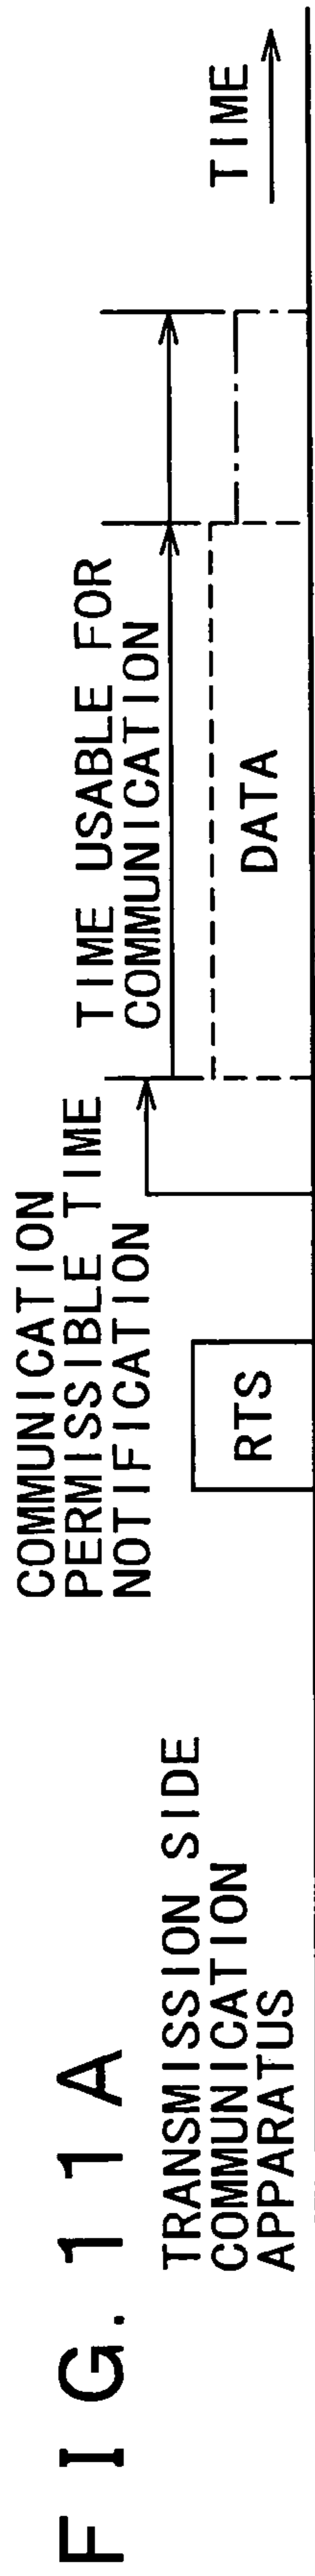 FIG. 11A
TRANSMISSION SIDE
COMMUNICATION
APPARATUS
COMMUNICATION
PERMISSIBLE TIME
NOTIFICATION
RTS
TIME USABLE FOR
COMMUNICATION
DATA
TIME